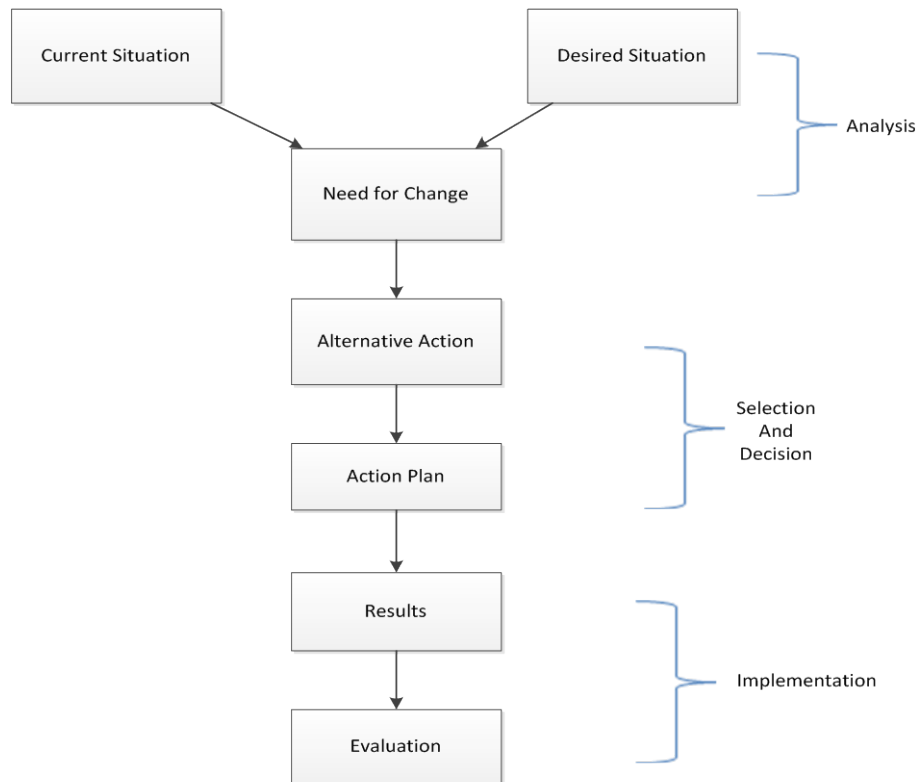 Current Situation
Desired Situation
Analysis
Need for Change
Alternative Action
Selection
And
Decision
Action Plan
Results
Implementation
Evaluation